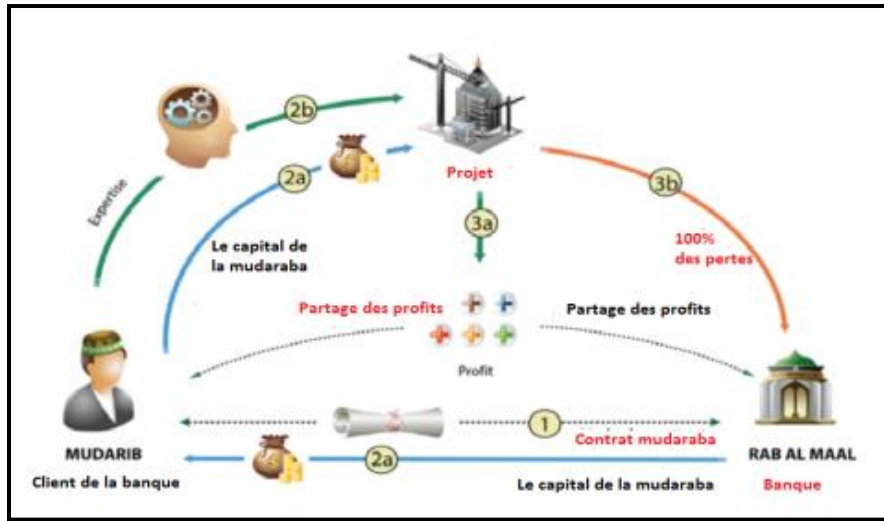 2b
Projet
2a
Expertise
3b
3a
Le capital de
la mudaraba
100%
des pertes
Partage des profits
Partage des profits
Profit
1
MUDARIB
Contrat mudaraba
RAB AL MAAL
2a
Client de la banque
Le capital de la mudaraba
Banque